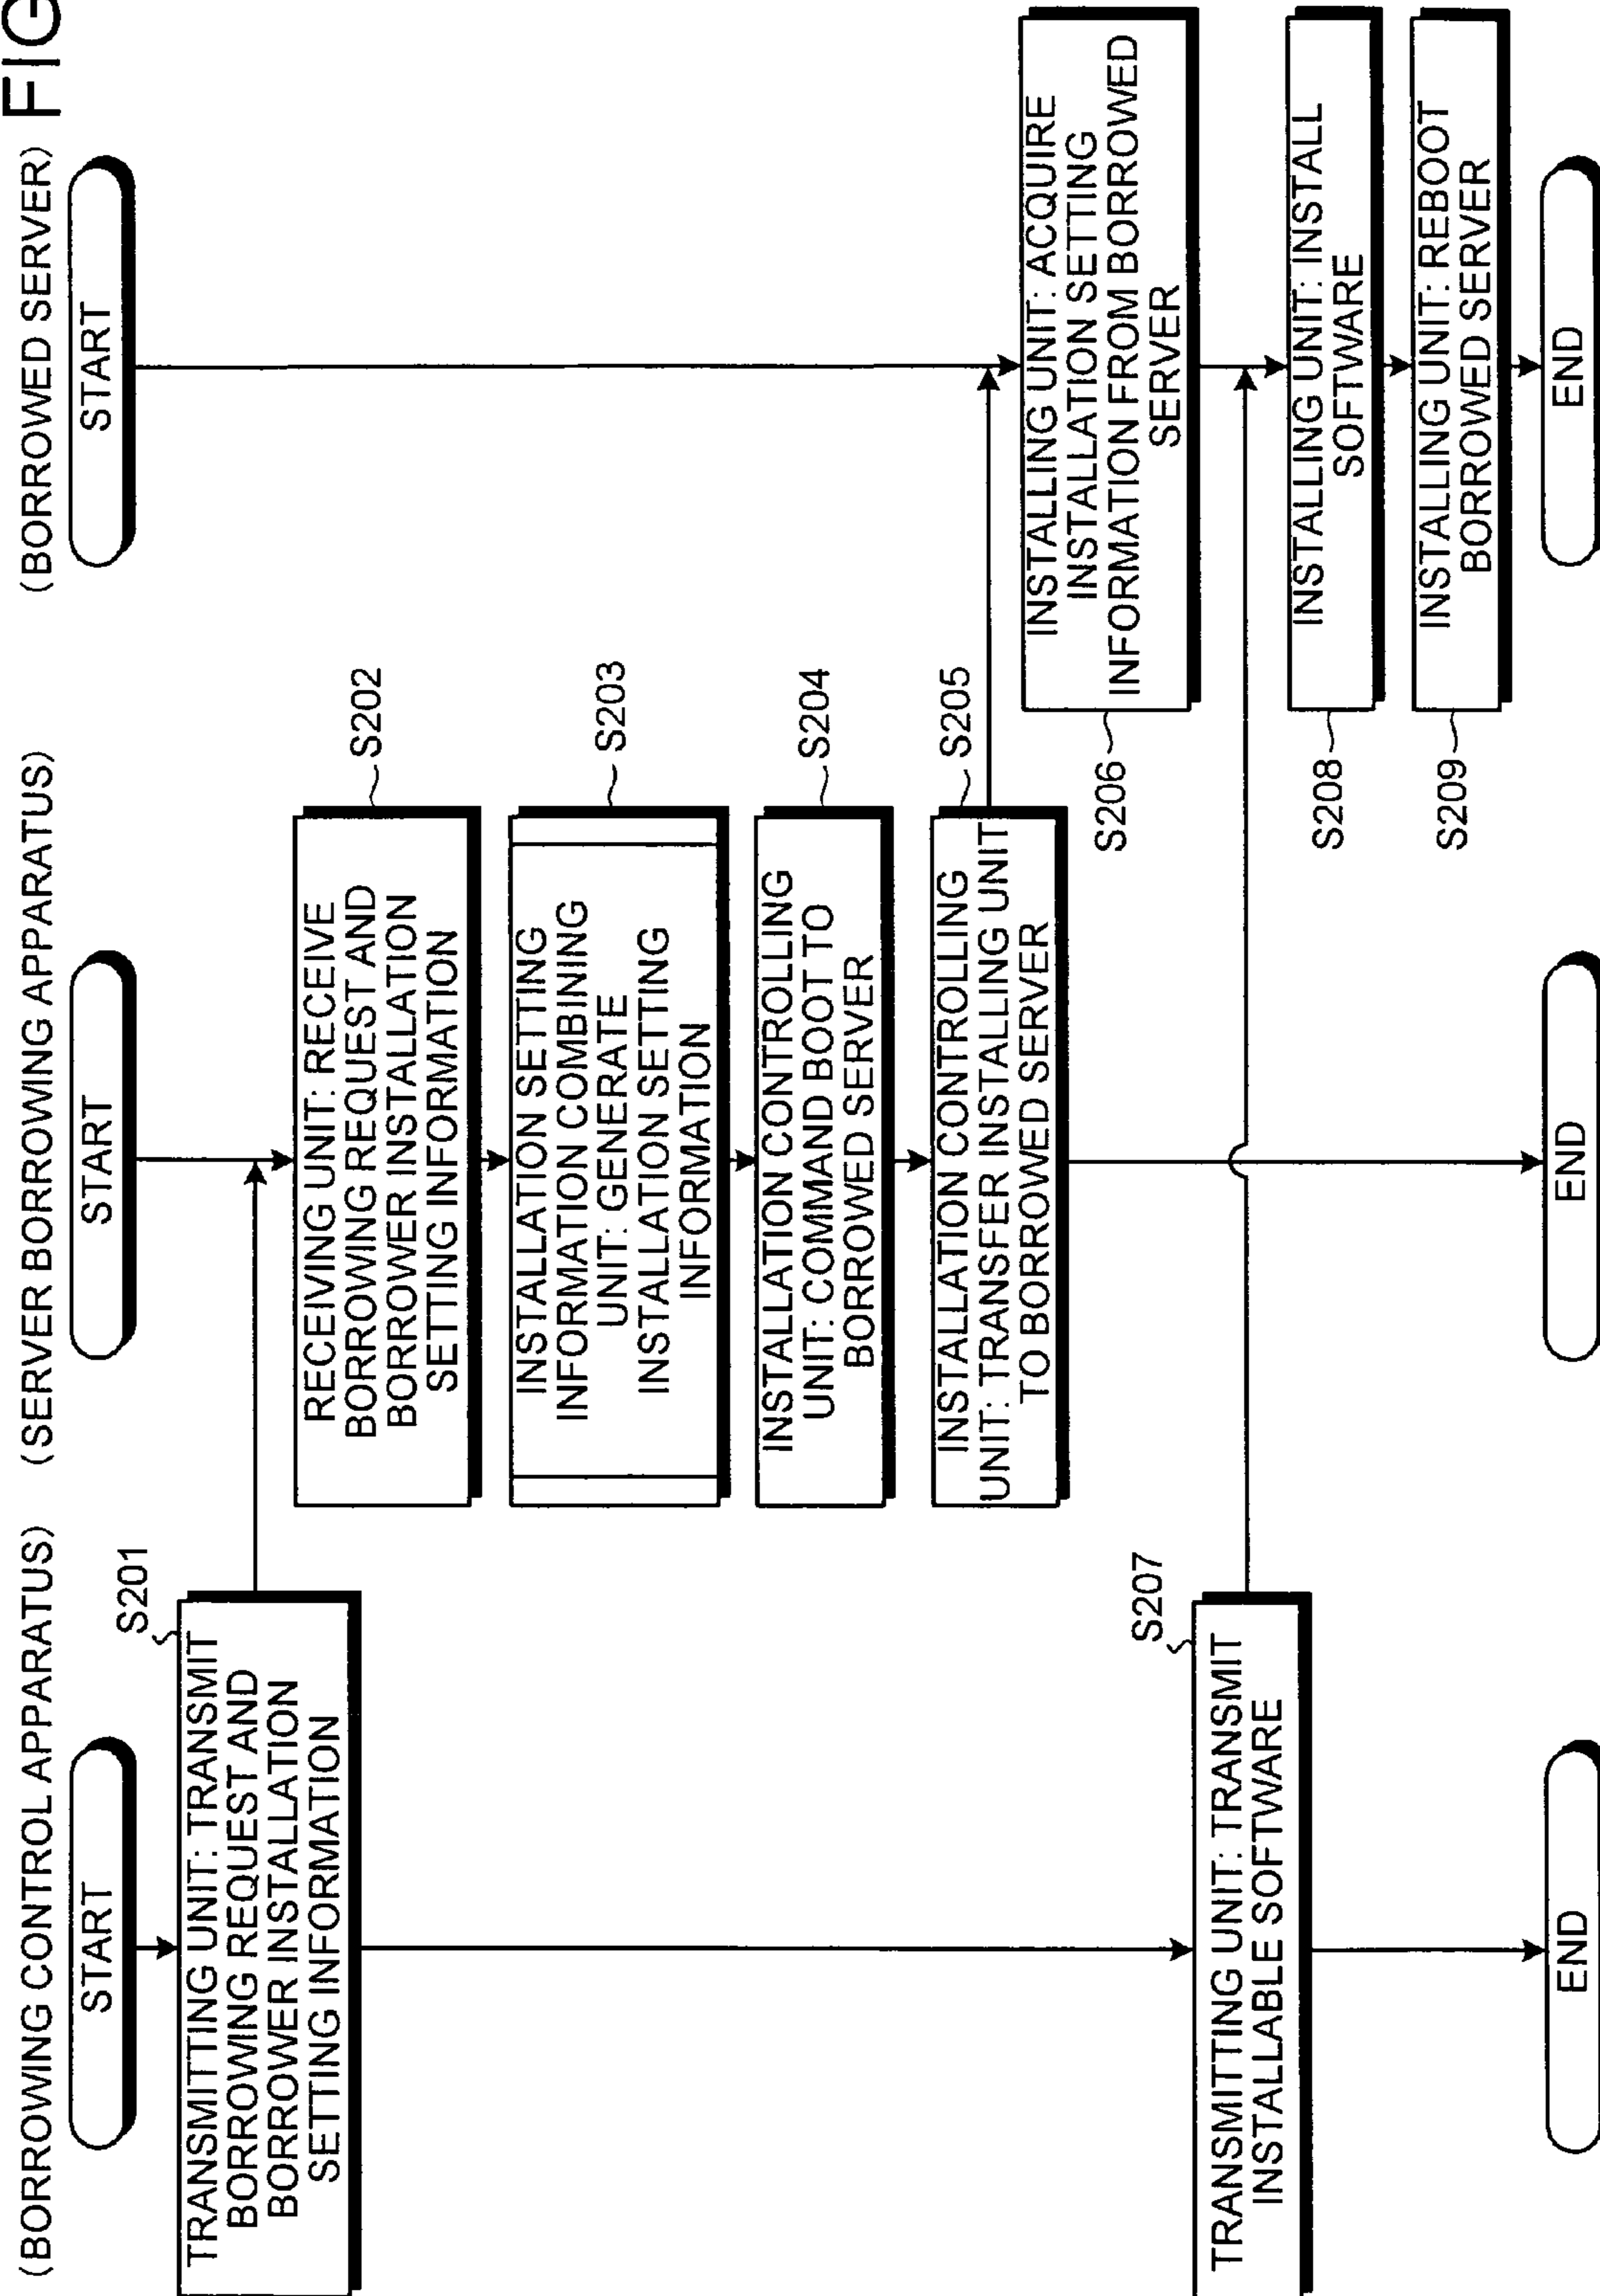 FIG
(BORROWING CONTROL APPARATUS)
START
S201
TRANSMITTING UNIT: TRANSMIT
BORROWING REQUEST AND
BORROWER INSTALLATION
SETTING INFORMATION
S207
TRANSMITTING UNIT: TRANSMIT
INSTALLABLE SOFTWARE
END
(SERVER BORROWING APPARATUS)
START
S202
RECEIVING UNIT: RECEIVE
BORROWING REQUEST AND
BORROWER INSTALLATION
SETTING INFORMATION
S203
INSTALLATION SETTING
INFORMATION COMBINING
UNIT: GENERATE
INSTALLATION SETTING
INFORMATION
S204
INSTALLATION CONTROLLING
UNIT: COMMAND BOOT TO
BORROWED SERVER
S205
INSTALLATION CONTROLLING
UNIT: TRANSFER INSTALLING UNIT
TO BORROWED SERVER
END
(BORROWED SERVER)
START
S206
INSTALLING UNIT: ACQUIRE
INSTALLATION SETTING
INFORMATION FROM BORROWED
SERVER
S208
INSTALLING UNIT: INSTALL
SOFTWARE
S209
INSTALLING UNIT: REBOOT
BORROWED SERVER
END